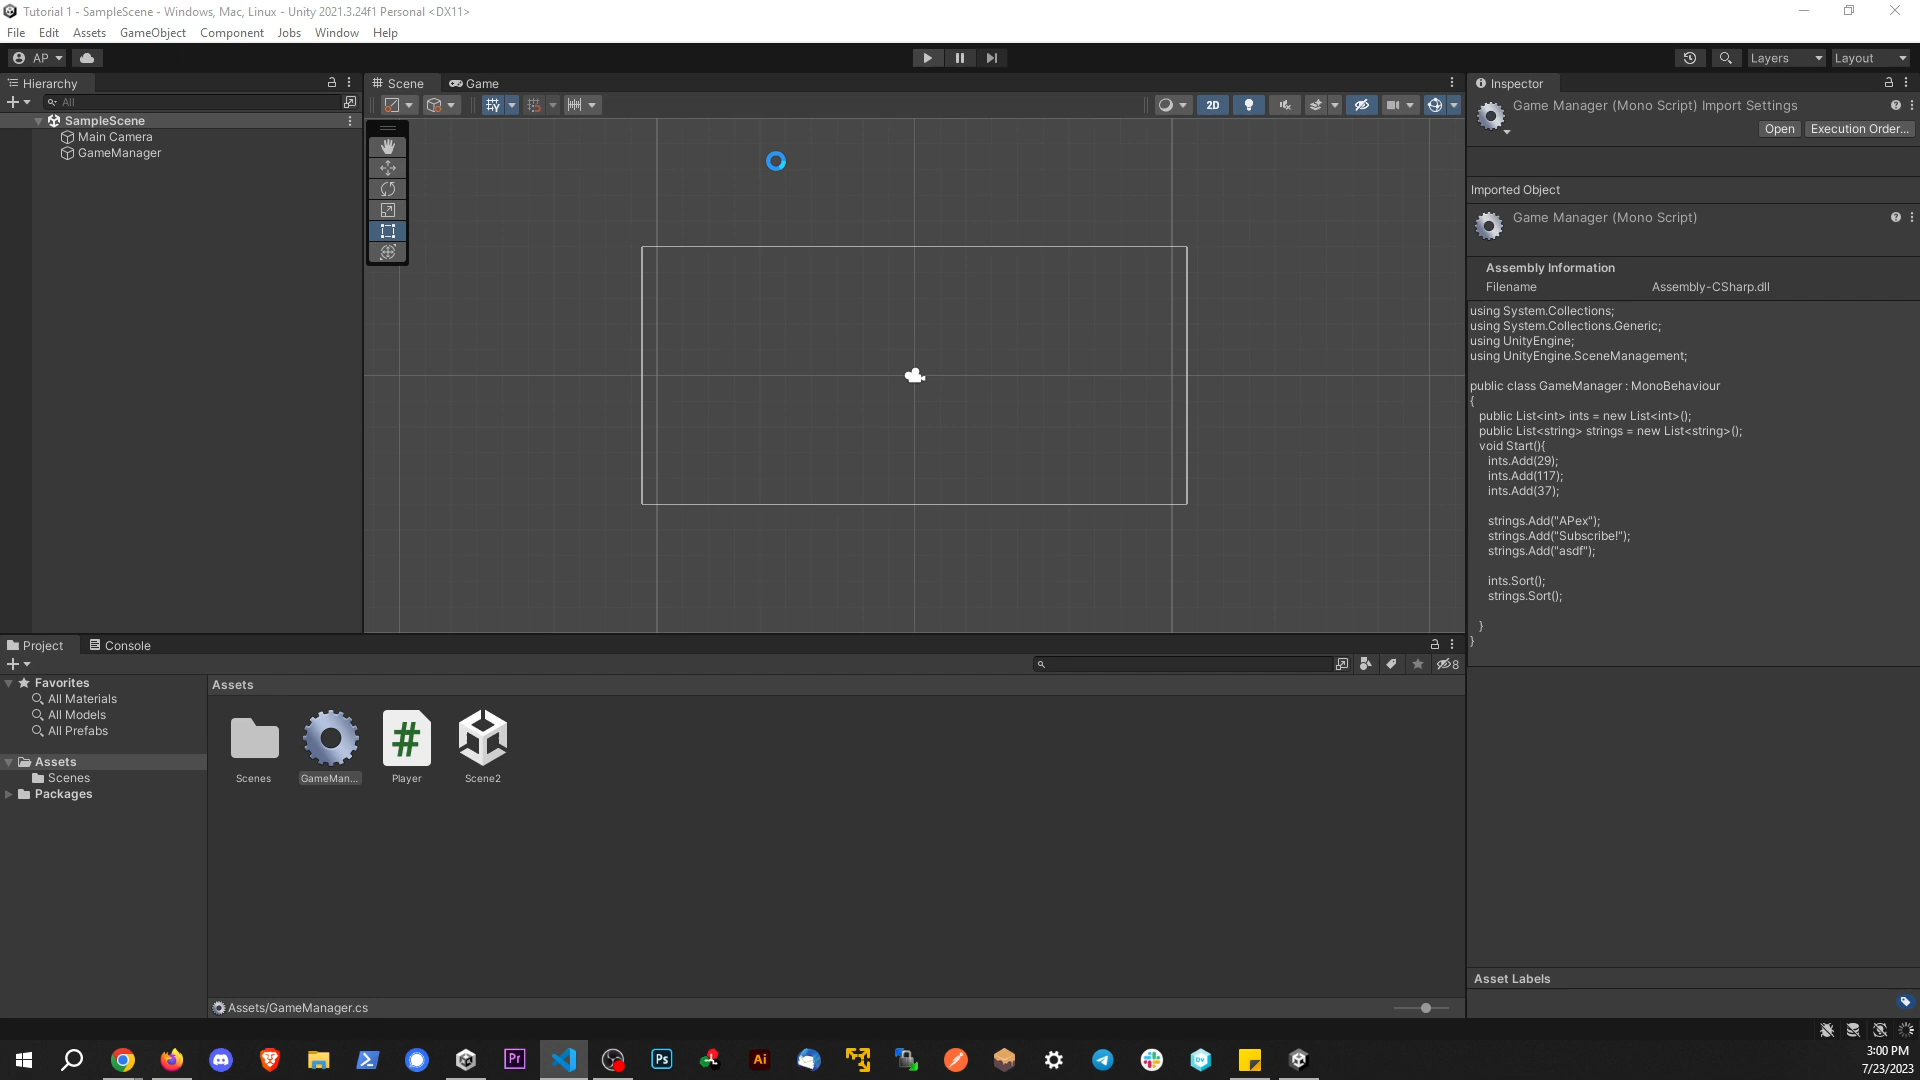 Tutorial 1 - SampleScene - Windows, Mac, Linux - Unity 2021.3.24f1 Personal <DX11>
File Edit Assets GameObject Component Jobs Window Help
AP
Layers
Layout
Hierarchy
Scene
Game
Inspector
All
2D
SampleScene
Main Camera
GameManager
Game Manager (Mono Script) Import Settings
Open
Execution Order...
Imported Object
Game Manager (Mono Script)
Assembly Information
Filename Assembly-CSharp.dll
using System.Collections;
using System.Collections.Generic;
using UnityEngine;
using UnityEngine.SceneManagement;
public class GameManager : MonoBehaviour
{
public List<int> ints = new List<int>();
public List<string> strings = new List<string>();
void Start(){
ints.Add(29);
ints.Add(117);
ints.Add(37);
strings.Add("APex");
strings.Add("Subscribe!");
strings.Add("asdf");
ints.Sort();
strings.Sort();
}
}
Project
Console
8
Favorites
All Materials
All Models
All Prefabs
Assets
Scenes
Packages
Assets
Scenes
GameMan...
Player
Scene2
Assets/GameManager.cs
Asset Labels
Pr
Ps
Ai
3:00 PM
7/23/2023